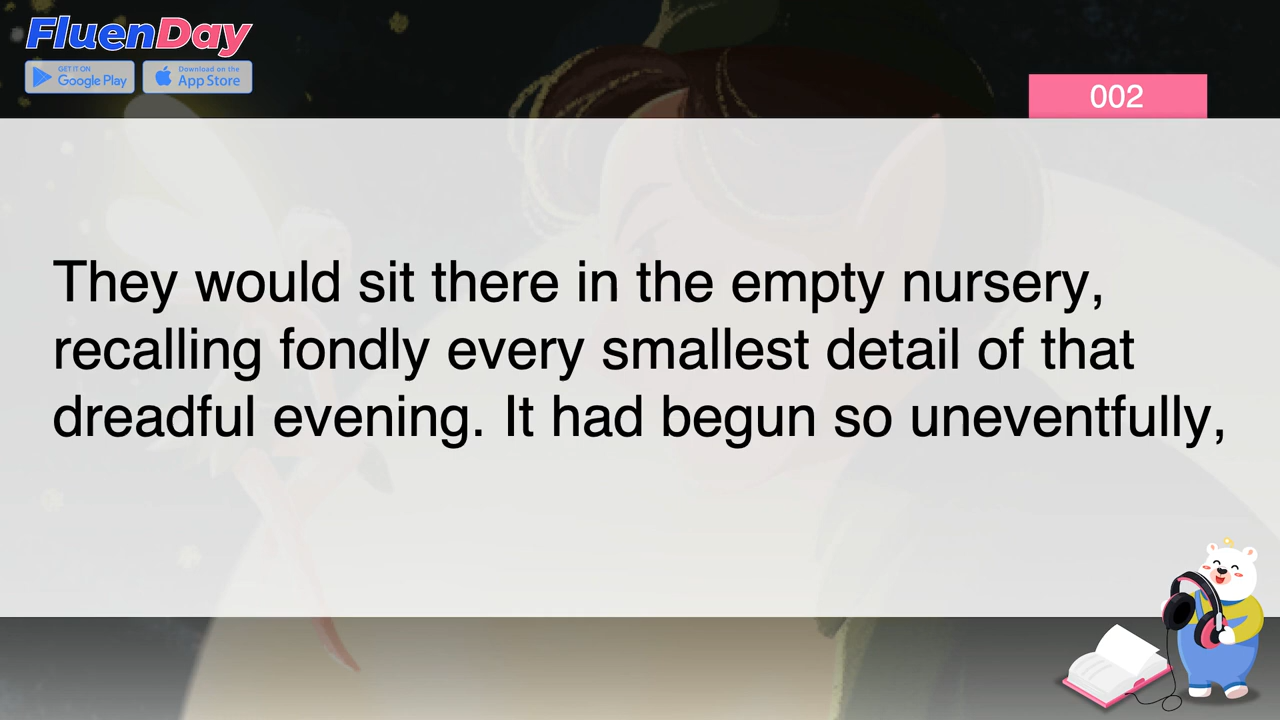 FluenDay
GET IT ON
Google Play
Download on the
App Store
002
They would sit there in the empty nursery,
recalling fondly every smallest detail of that
dreadful evening. It had begun so uneventfully,